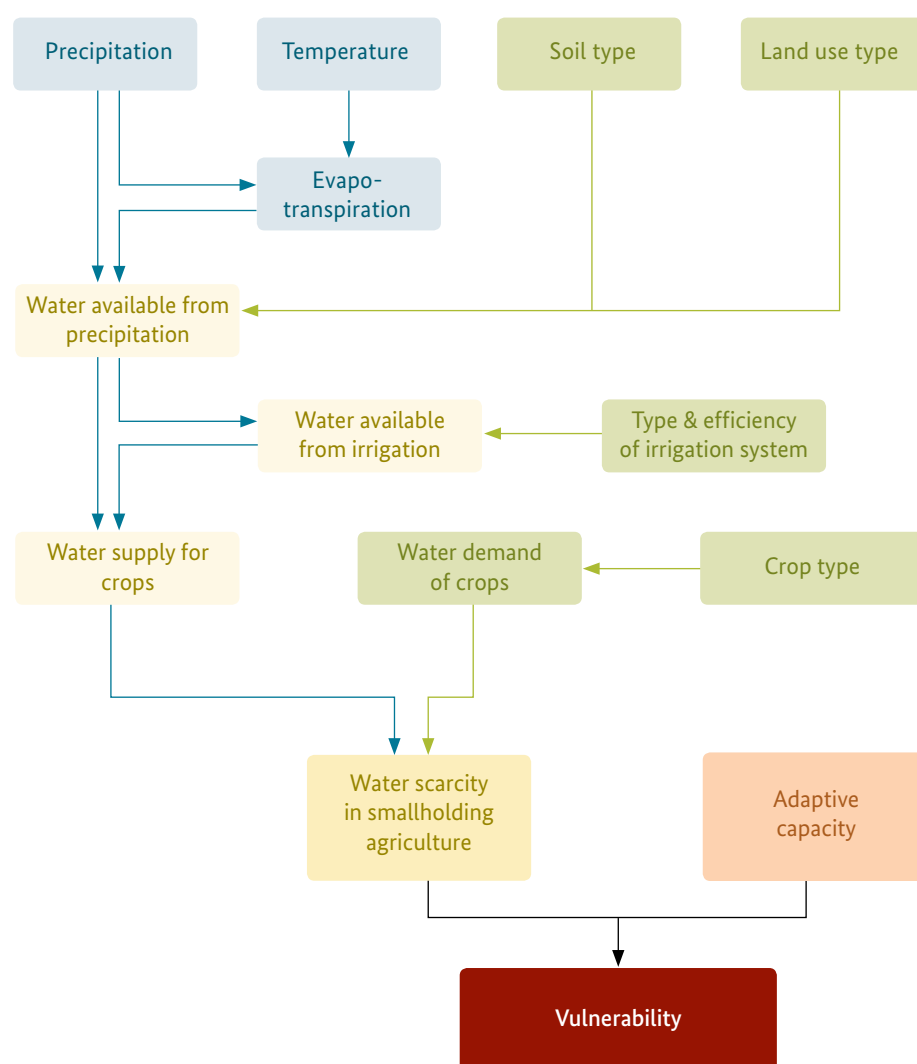 Precipitation
Temperature
Soil type
Land use type
Evapo-
transpiration
Water available from
precipitation
Water available
from irrigation
Type & efficiency
of irrigation system
Water supply for
crops
Water demand
of crops
Crop type
Water scarcity
in smallholding
agriculture
Adaptive
capacity
Vulnerability